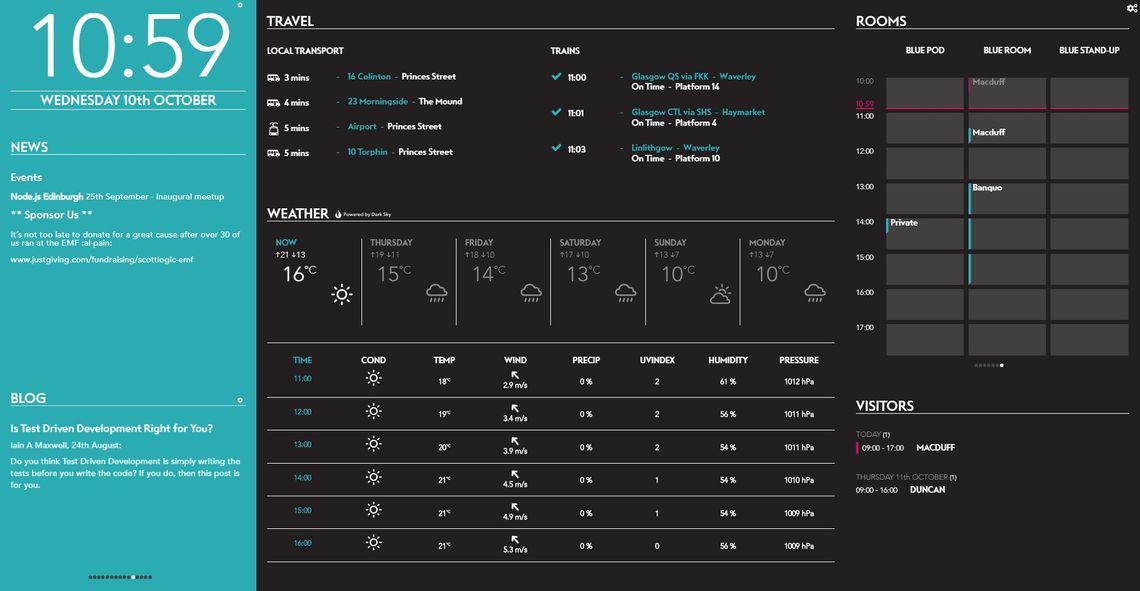 10:59
WEDNESDAY 10th OCTOBER
NEWS
Events
Node.js Edinburgh 25th September - Inaugural meetup
** Sponsor Us **
It's not too late to donate for a great cause after over 30 of
us ran at the EMF :al-pain:
www.justgiving.com/fundraising/scottlogic-emf
BLOG
Is Test Driven Development Right for You?
Iain A Maxwell, 24th August:
Do you think Test Driven Development is simply writing the
tests before you write the code? If you do, then this post is
for you.
TRAVEL
LOCAL TRANSPORT
3 mins - 16 Colinton - Princes Street
4 mins - 23 Morningside - The Mound
5 mins - Airport - Princes Street
5 mins - 10 Torphin - Princes Street
TRAINS
11:00 - Glasgow QS via FKK - Waverley
On Time - Platform 14
11:01 - Glasgow CTL via SHS - Haymarket
On Time - Platform 4
11:03 - Linlithgow - Waverley
On Time - Platform 10
WEATHER Powered by Dark Sky
NOW THURSDAY FRIDAY SATURDAY SUNDAY MONDAY
↑21 ↓13 ↑19 ↓11 ↑18 ↓10 ↑17 ↓10 ↑13 ↓7 ↑13 ↓7
16°C 15°C 14°C 13°C 10°C 10°C
TIME COND TEMP WIND PRECIP UVINDEX HUMIDITY PRESSURE
11:00 18°C 2.9 m/s 0 % 2 61 % 1012 hPa
12:00 19°C 3.4 m/s 0 % 2 56 % 1011 hPa
13:00 20°C 3.9 m/s 0 % 2 54 % 1011 hPa
14:00 21°C 4.5 m/s 0 % 1 54 % 1010 hPa
15:00 21°C 4.9 m/s 0 % 1 54 % 1009 hPa
16:00 21°C 5.3 m/s 0 % 0 56 % 1009 hPa
ROOMS
BLUE POD BLUE ROOM BLUE STAND-UP
10:00 Macduff
10:59
11:00
Macduff
12:00
13:00 Banquo
14:00 Private
15:00
16:00
17:00
VISITORS
TODAY (1)
09:00 - 17:00 MACDUFF
THURSDAY 11th OCTOBER (1)
09:00 - 16:00 DUNCAN